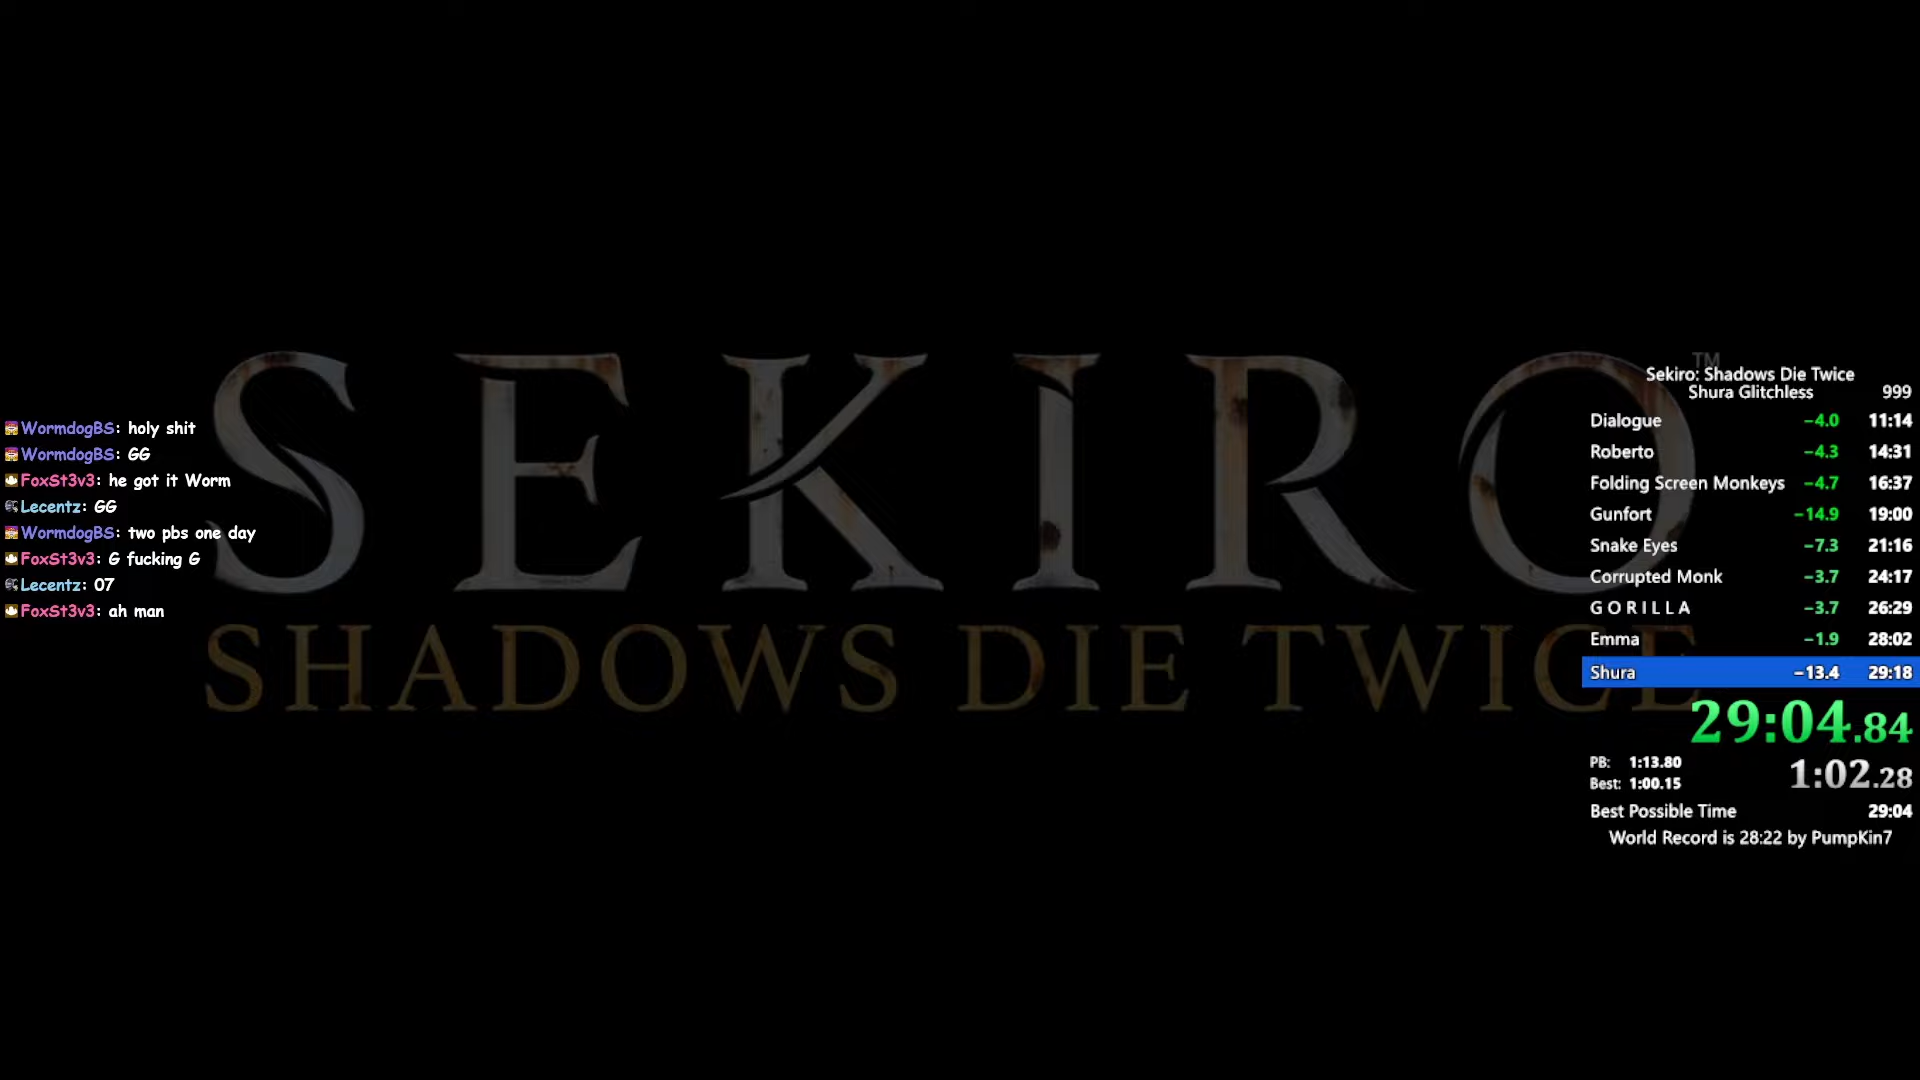 SEKIRO™
SHADOWS DIE TWICE
WormdogBS: holy shit
WormdogBS: GG
FoxSt3v3: he got it Worm
Lecentz: GG
WormdogBS: two pbs one day
FoxSt3v3: G fucking G
Lecentz: 07
FoxSt3v3: ah man
Sekiro: Shadows Die Twice
Shura Glitchless 999
Dialogue −4.0 11:14
Roberto −4.3 14:31
Folding Screen Monkeys −4.7 16:37
Gunfort −14.9 19:00
Snake Eyes −7.3 21:16
Corrupted Monk −3.7 24:17
G O R I L L A −3.7 26:29
Emma −1.9 28:02
Shura −13.4 29:18
29:04.84
PB: 1:13.80
Best: 1:00.15
1:02.28
Best Possible Time 29:04
World Record is 28:22 by PumpKin7